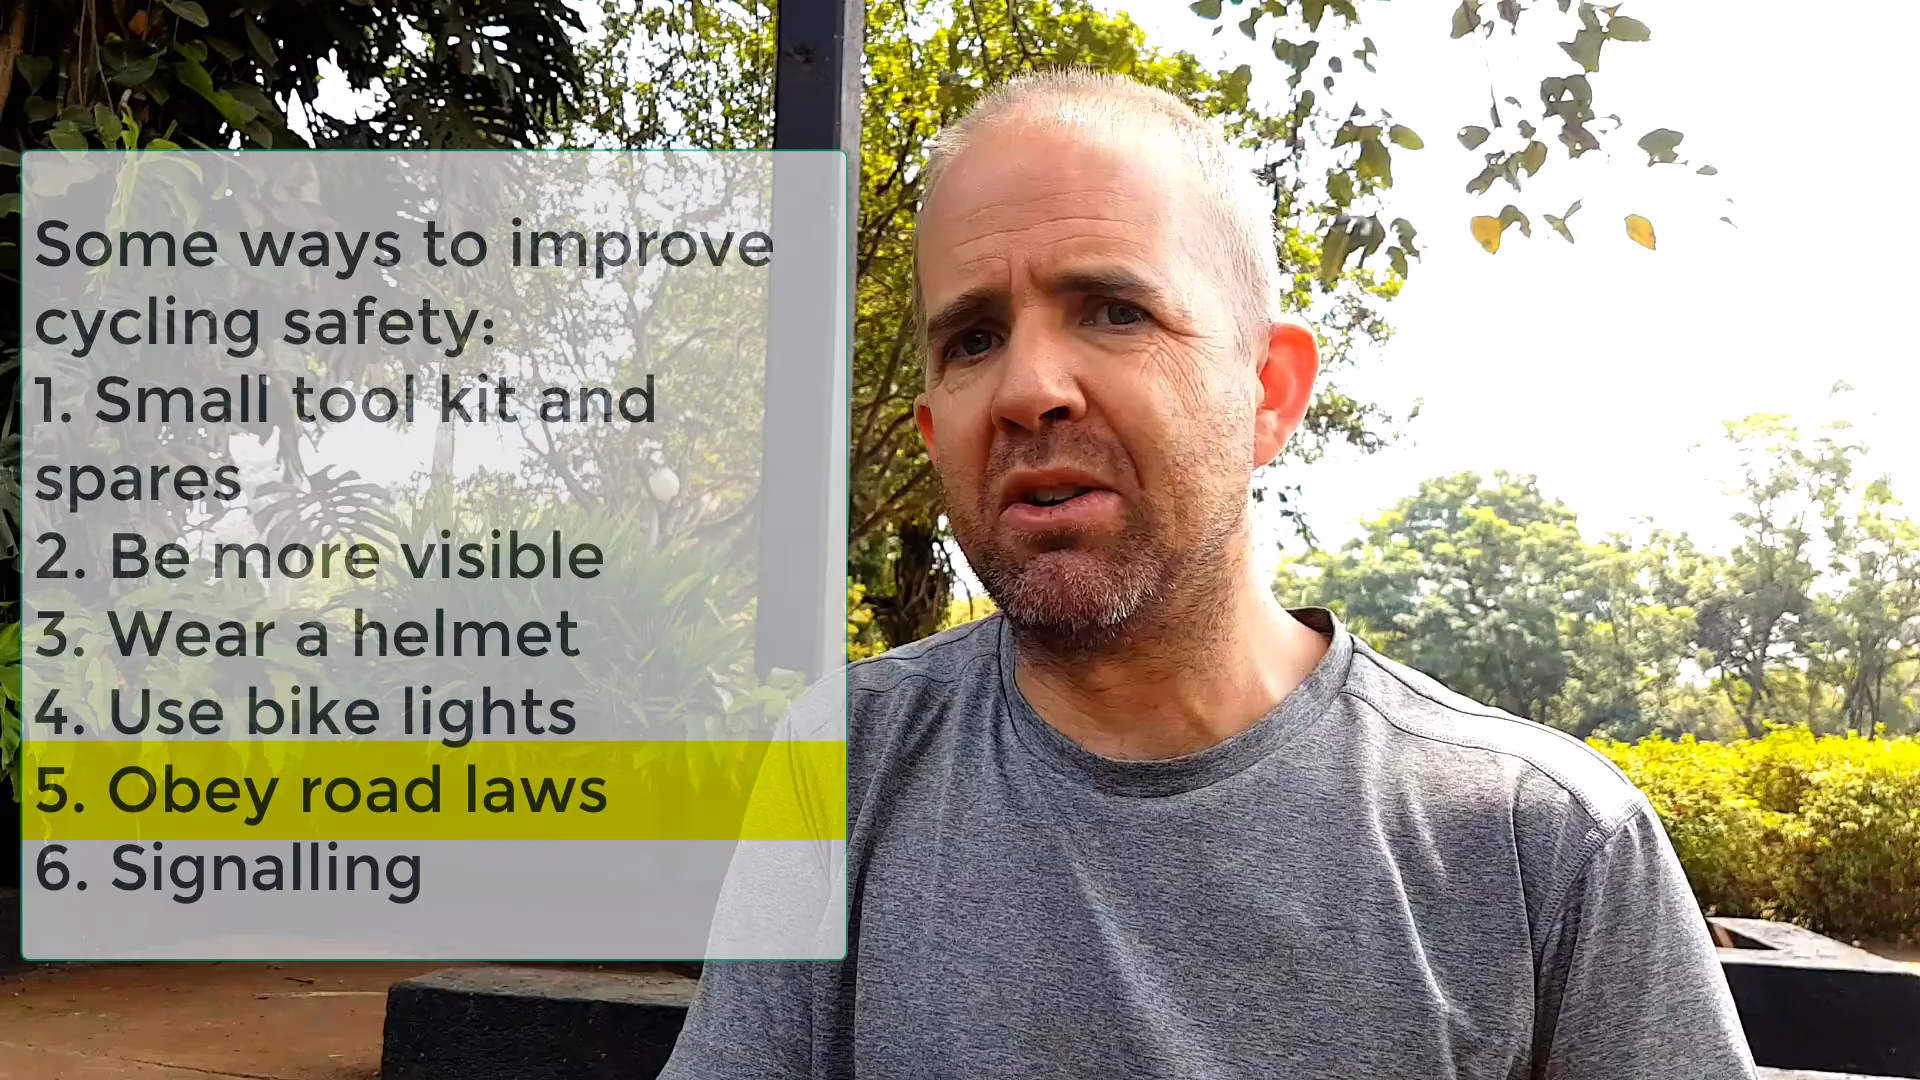 Some ways to improve
cycling safety:
1. Small tool kit and
spares
2. Be more visible
3. Wear a helmet
4. Use bike lights
5. Obey road laws
6. Signalling